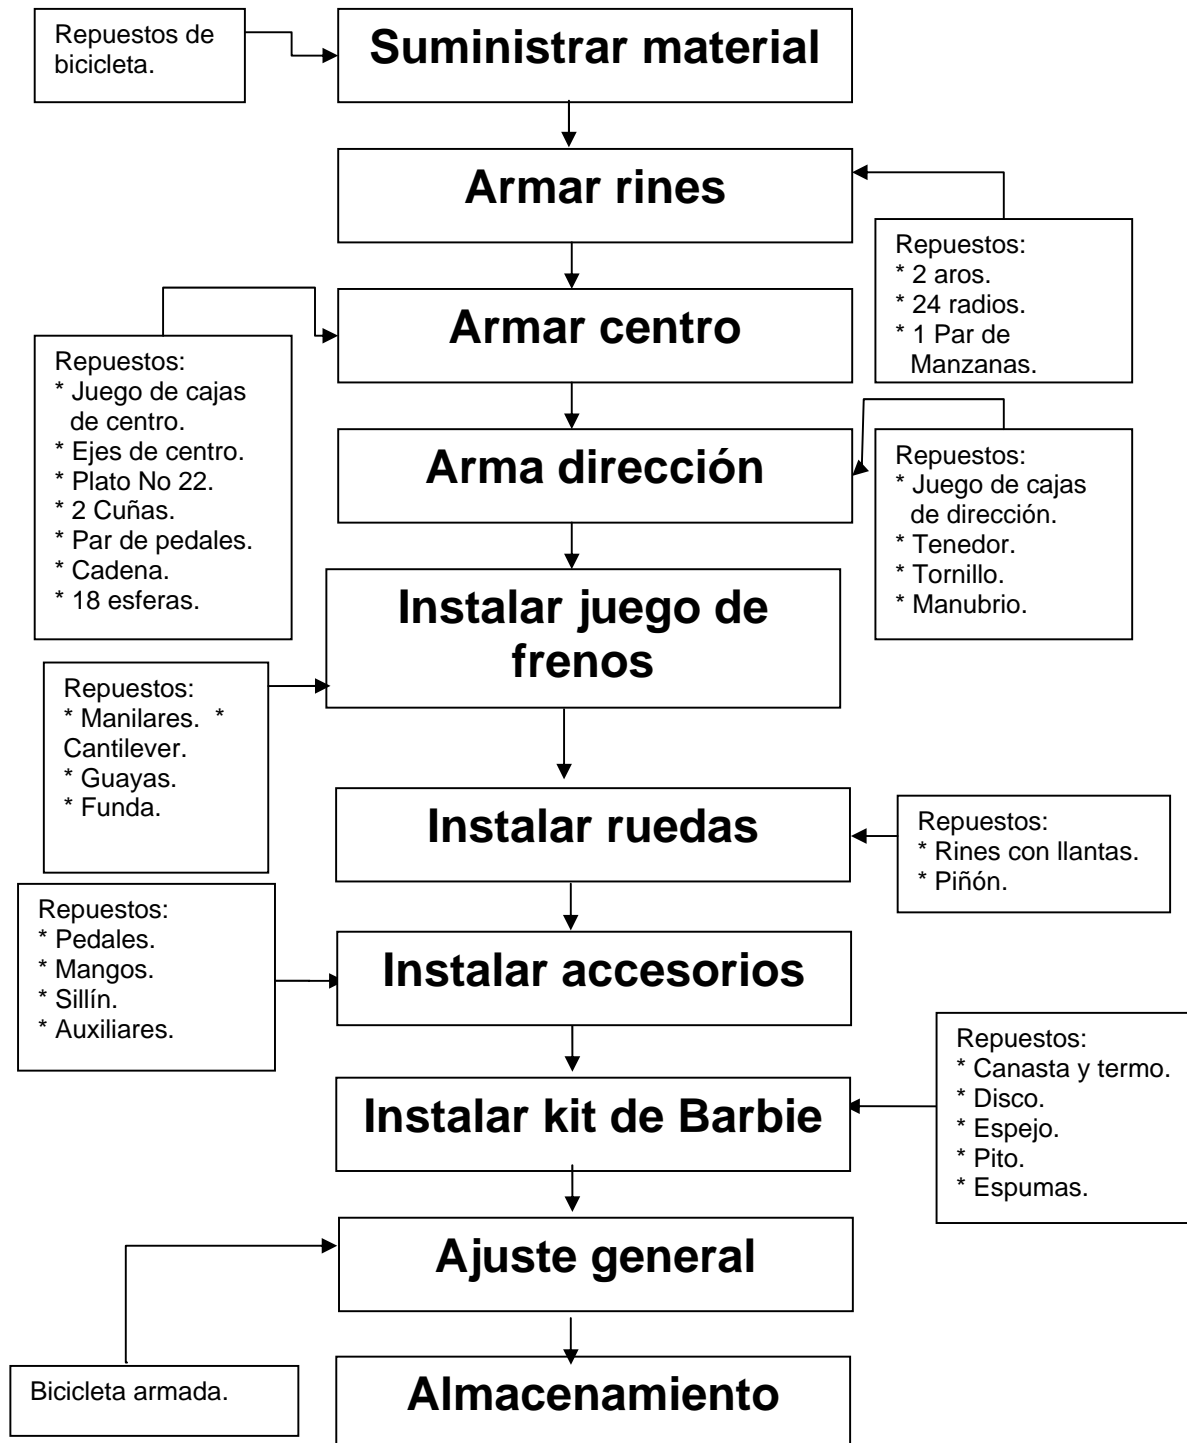 Repuestos de
bicicleta.
Suministrar material
Armar rines
Repuestos:
* 2 aros.
* 24 radios.
* 1 Par de
Manzanas.
Armar centro
Repuestos:
* Juego de cajas
de centro.
* Ejes de centro.
* Plato No 22.
* 2 Cuñas.
* Par de pedales.
* Cadena.
* 18 esferas.
Arma dirección
Repuestos:
* Juego de cajas
de dirección.
* Tenedor.
* Tornillo.
* Manubrio.
Instalar juego de
frenos
Repuestos:
* Manilares. *
Cantilever.
* Guayas.
* Funda.
Instalar ruedas
Repuestos:
* Rines con llantas.
* Piñón.
Repuestos:
* Pedales.
* Mangos.
* Sillín.
* Auxiliares.
Instalar accesorios
Repuestos:
* Canasta y termo.
* Disco.
* Espejo.
* Pito.
* Espumas.
Instalar kit de Barbie
Ajuste general
Bicicleta armada.
Almacenamiento